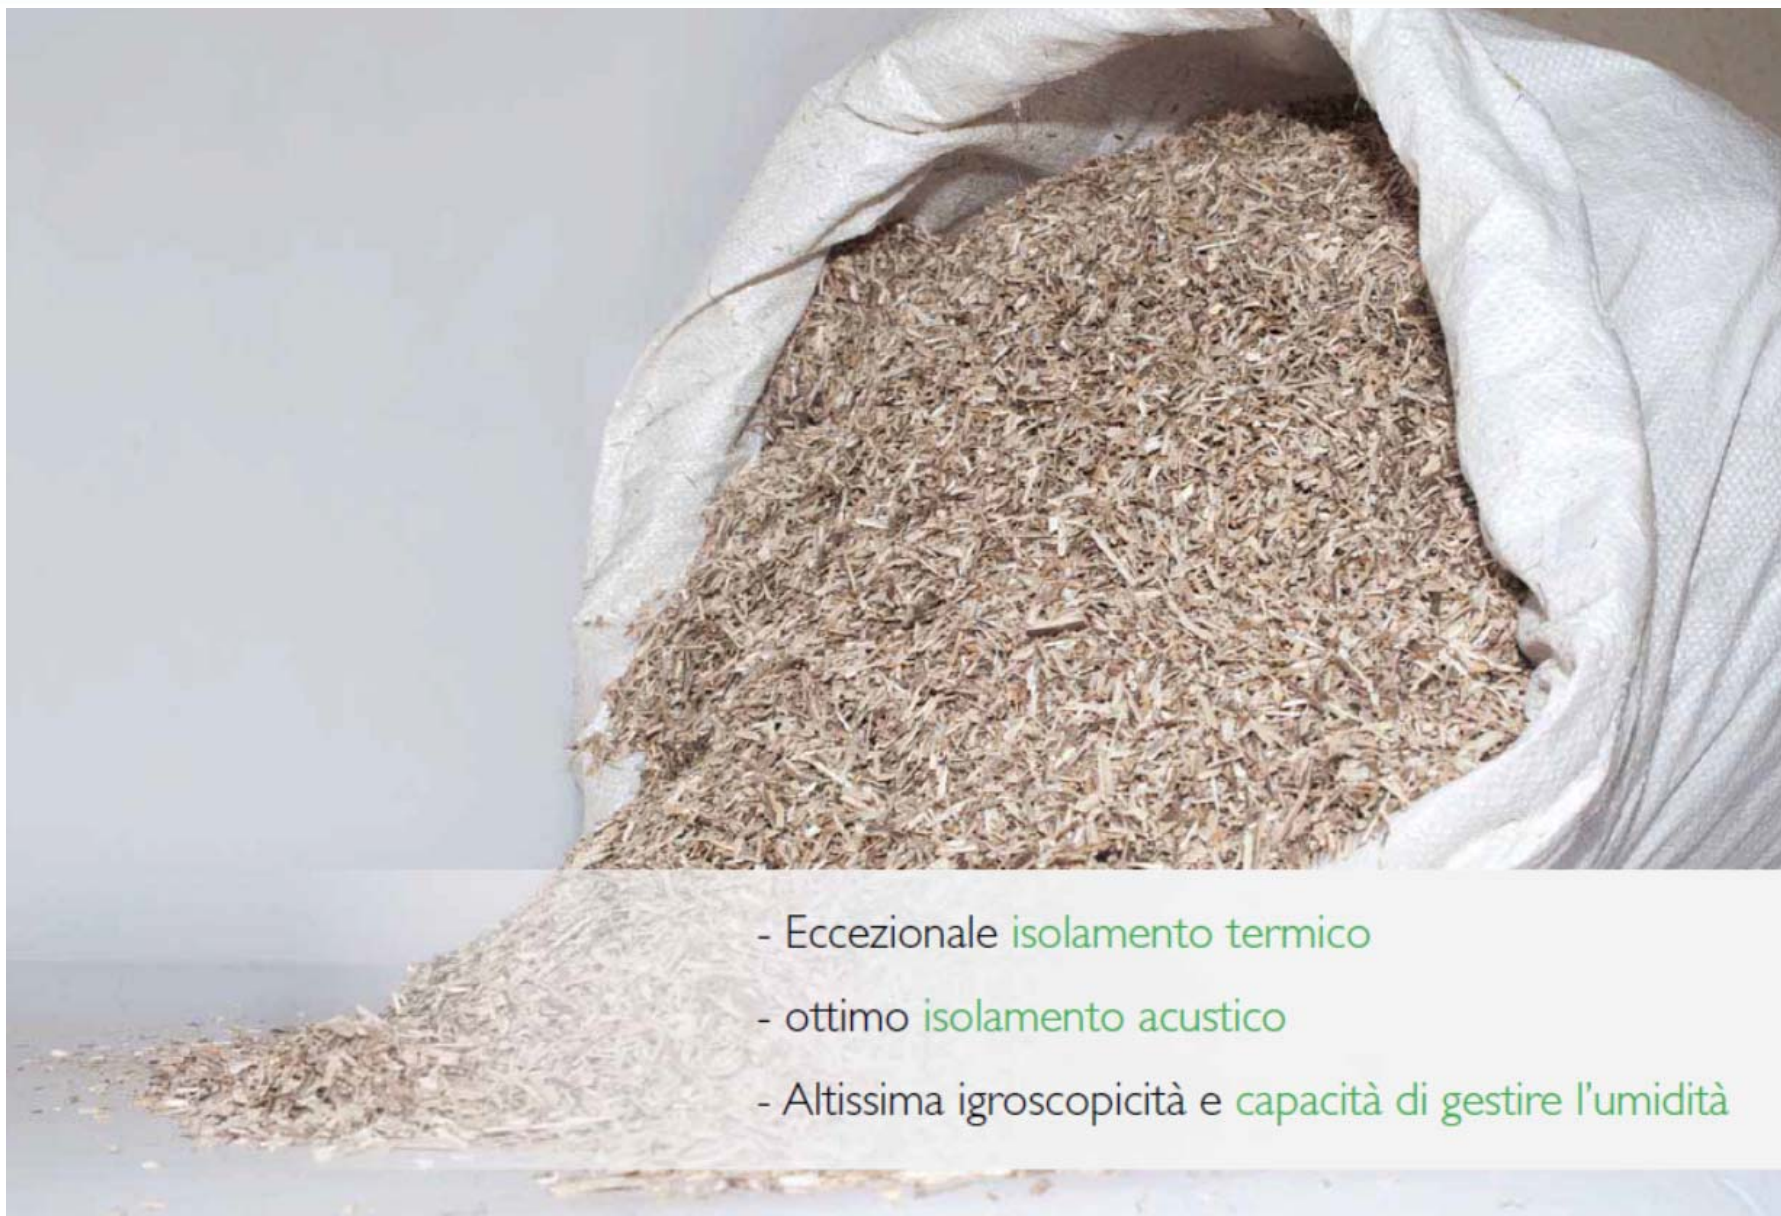 - Eccezionale isolamento termico
- ottimo isolamento acustico
- Altissima igroscopicità e capacità di gestire l'umidità